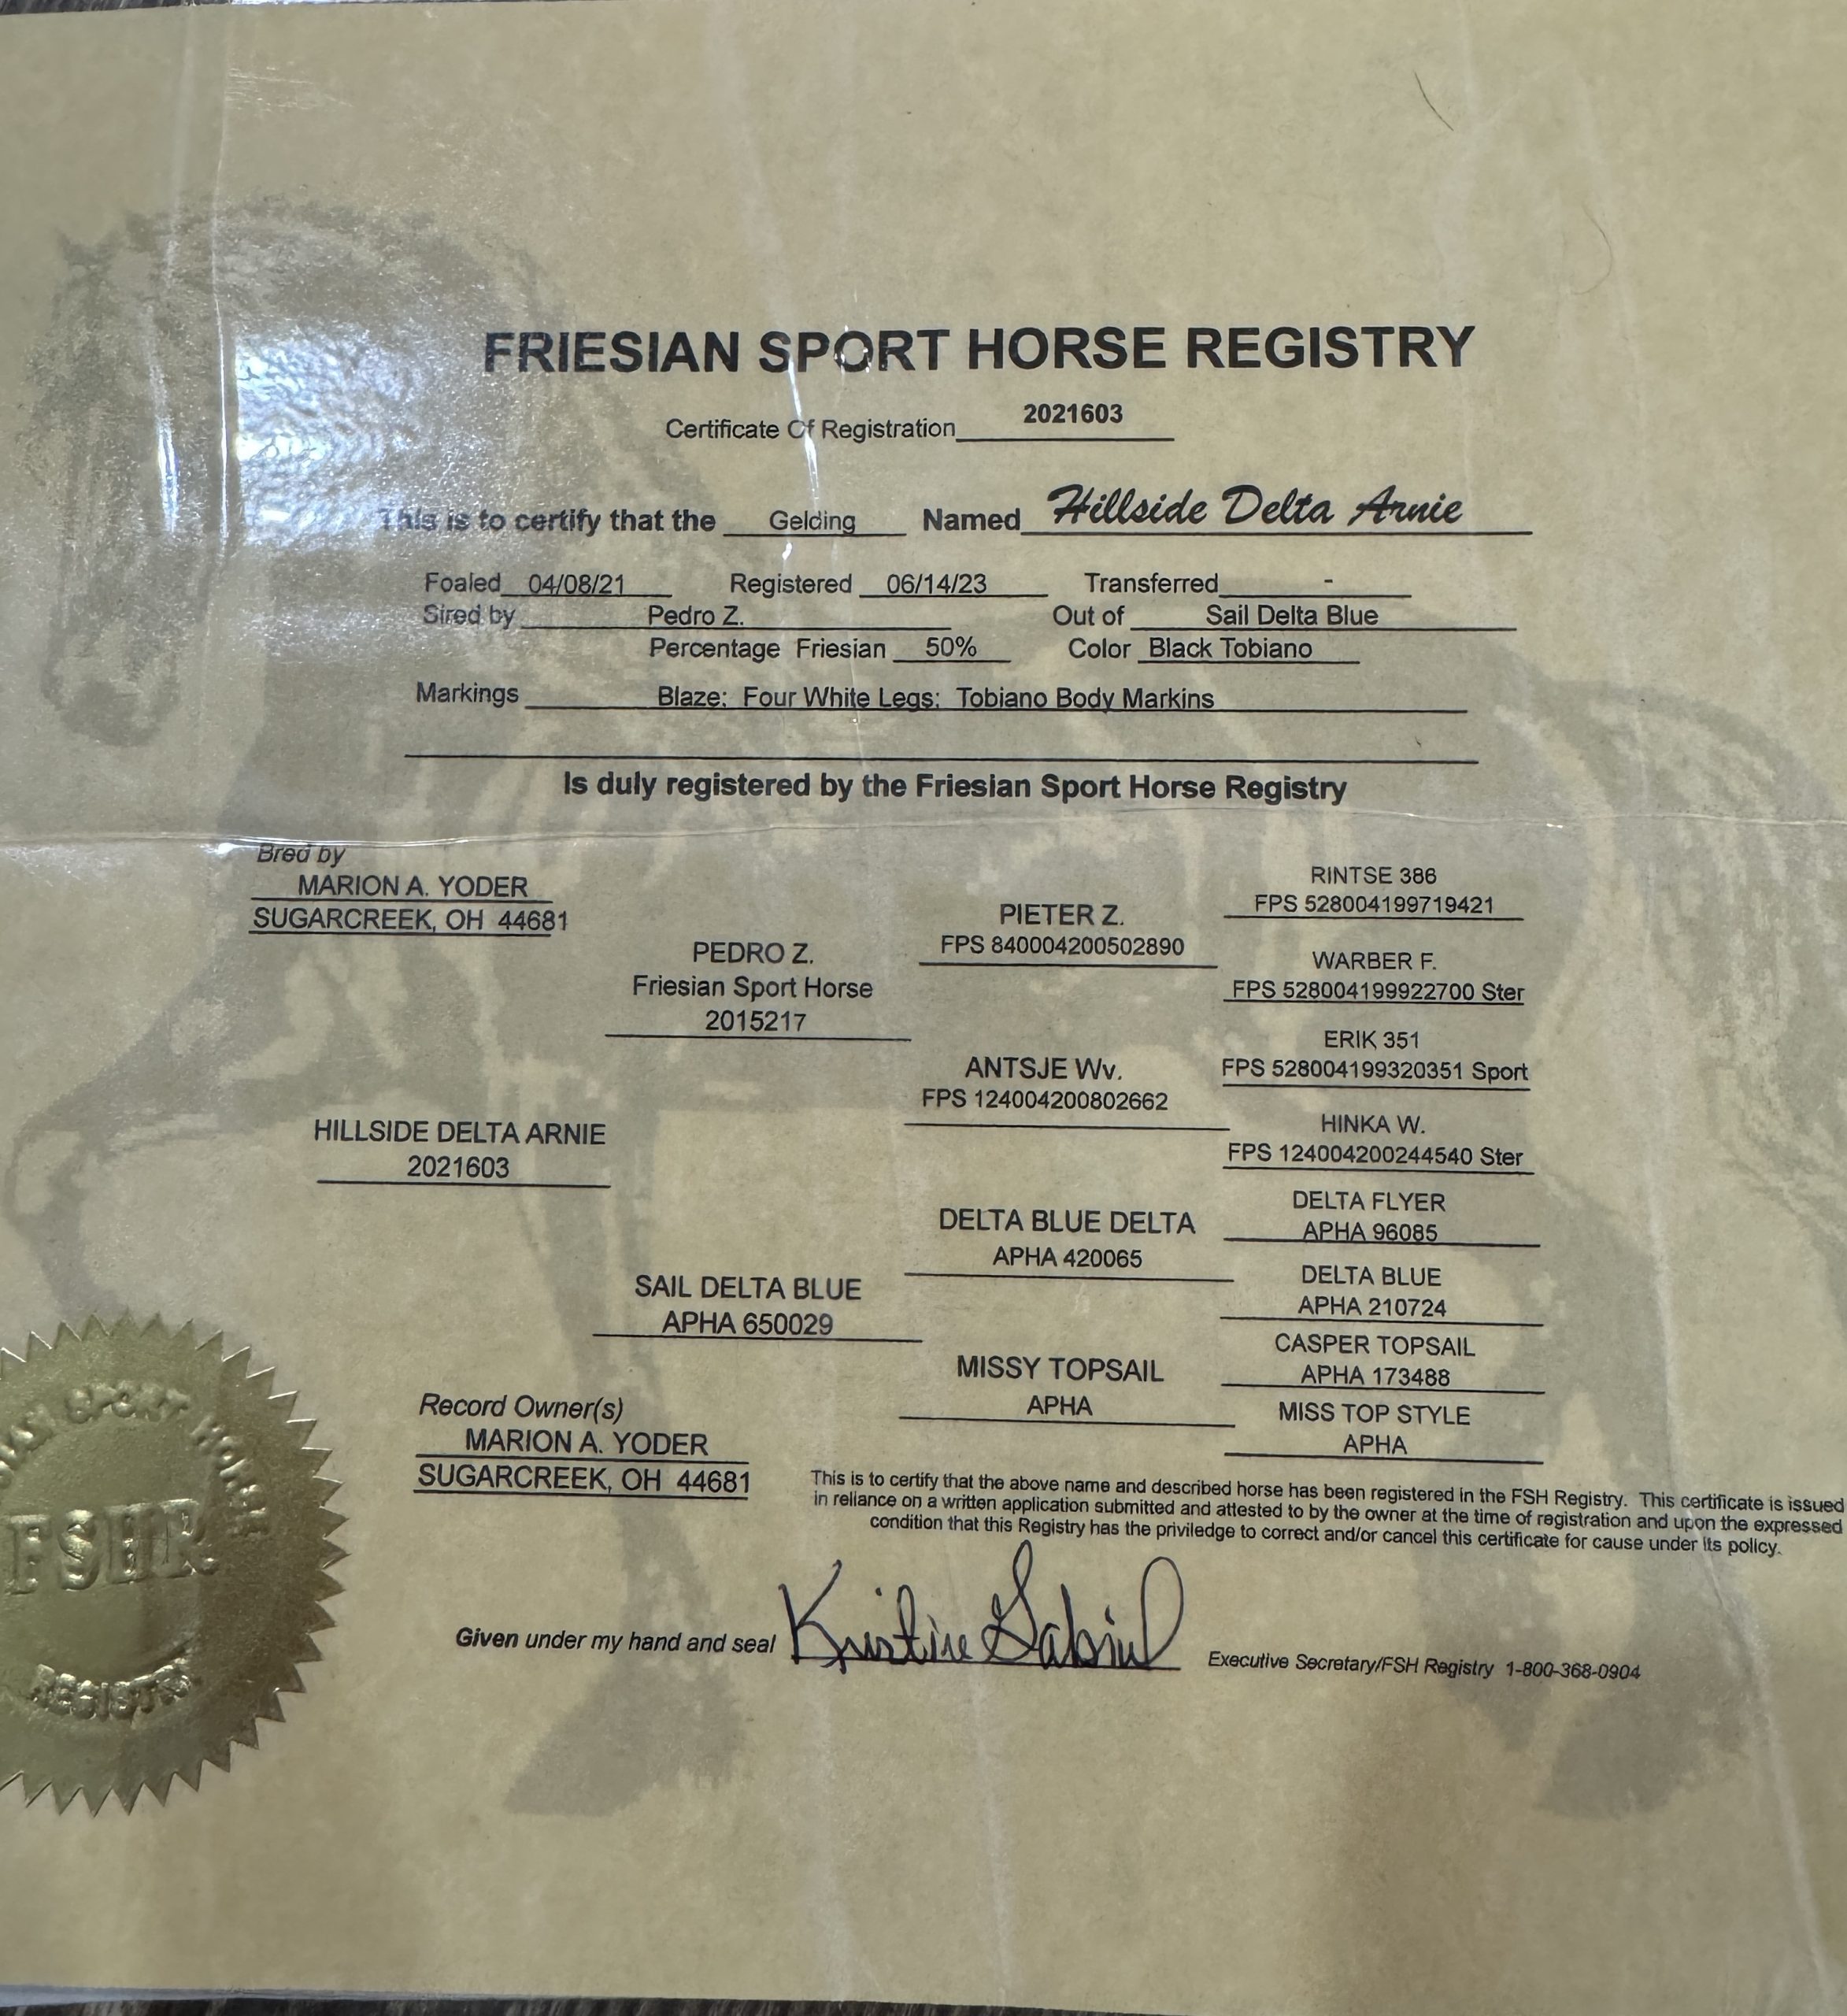 FRIESIAN SPORT HORSE REGISTRY
Certificate Of Registration 2021603
This is to certify that the Gelding Named Hillside Delta Arnie
Foaled 04/08/21 Registered 06/14/23 Transferred -
Sired by Pedro Z. Out of Sail Delta Blue
Percentage Friesian 50% Color Black Tobiano
Markings Blaze; Four White Legs; Tobiano Body Markins
Is duly registered by the Friesian Sport Horse Registry
Bred by
MARION A. YODER
SUGARCREEK, OH 44681
RINTSE 386
FPS 528004199719421
PIETER Z.
FPS 840004200502890
WARBER F.
FPS 528004199922700 Ster
PEDRO Z.
Friesian Sport Horse
2015217
ERIK 351
FPS 528004199320351 Sport
ANTSJE Wv.
FPS 124004200802662
HINKA W.
FPS 124004200244540 Ster
HILLSIDE DELTA ARNIE
2021603
DELTA FLYER
APHA 96085
DELTA BLUE DELTA
APHA 420065
DELTA BLUE
APHA 210724
SAIL DELTA BLUE
APHA 650029
CASPER TOPSAIL
APHA 173488
MISSY TOPSAIL
APHA
MISS TOP STYLE
APHA
Record Owner(s)
MARION A. YODER
SUGARCREEK, OH 44681
This is to certify that the above name and described horse has been registered in the FSH Registry. This certificate is issued
in reliance on a written application submitted and attested to by the owner at the time of registration and upon the expressed
condition that this Registry has the priviledge to correct and/or cancel this certificate for cause under its policy.
Given under my hand and seal Kristine Gabriel Executive Secretary/FSH Registry 1-800-368-0904
SPORT HORSE
FSHR
REGISTRY